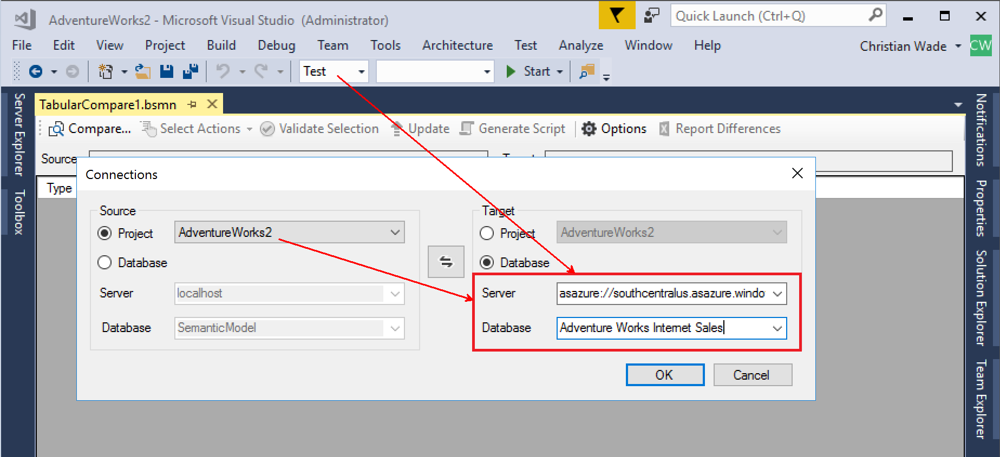 AdventureWorks2 - Microsoft Visual Studio (Administrator)
Quick Launch (Ctrl+Q)
File Edit View Project Build Debug Team Tools Architecture Test Analyze Window Help
Christian Wade
CW
Test
Start
Server Explorer
Toolbox
TabularCompare1.bsmn
Compare... Select Actions Validate Selection Update Generate Script Options Report Differences
Source
Type
Connections
Source
Project AdventureWorks2
Database
Server localhost
Database SemanticModel
Target
Project AdventureWorks2
Database
Server asazure://southcentralus.asazure.windo
Database Adventure Works Internet Sales
OK Cancel
Notifications
Properties
Solution Explorer
Team Explorer